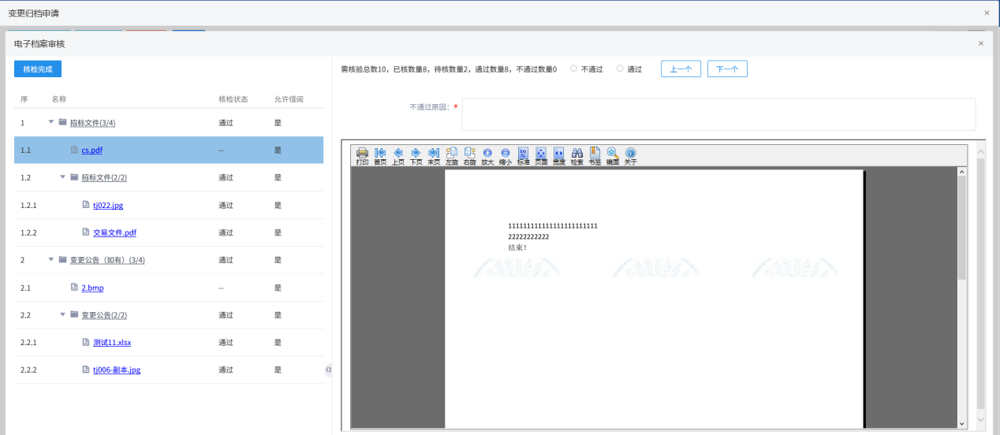 变更归档申请
电子档案审核
核检完成
需核验总数10，已核数量8，待核数量2，通过数量8，不通过数量0 不通过 通过 上一个 下一个
序 名称 核检状态 允许借阅
不通过原因： *
1 招标文件(3/4) 通过 是
1.1 cs.pdf -- 是
1.2 招标文件(2/2) 通过 是
1.2.1 tj022.jpg 通过 是
1.2.2 交易文件.pdf 通过 是
2 变更公告（如有）(3/4) 通过 是
2.1 2.bmp -- 是
2.2 变更公告(2/2) 通过 是
2.2.1 测试11.xlsx 通过 是
2.2.2 tj006-副本.jpg 通过 是
打印 首页 上页 下页 末页 左旋 右旋 放大 缩小 标准 页面 宽度 检索 书签 镜面 关于
22222222222
结束！